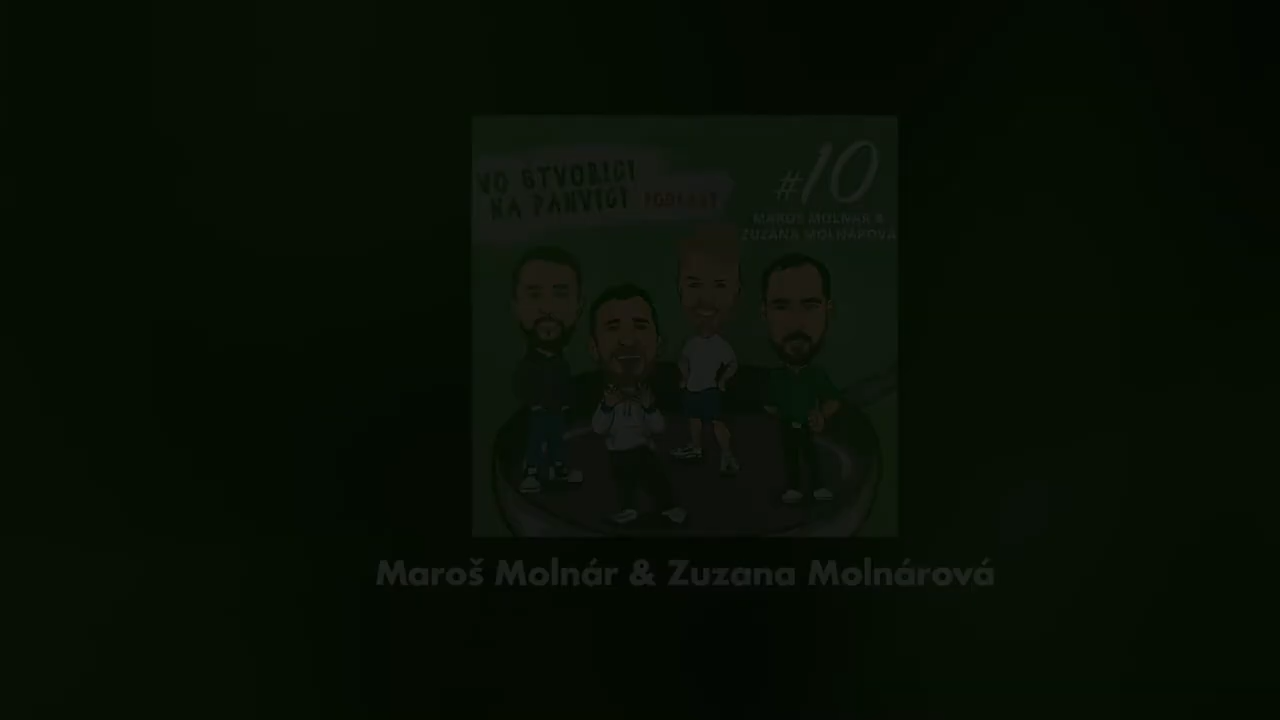 VO ŠTVORICI
NA PANVICI PODCAST
#10
MAROŠ MOLNÁR &
ZUZANA MOLNÁROVÁ
Maroš Molnár & Zuzana Molnárová